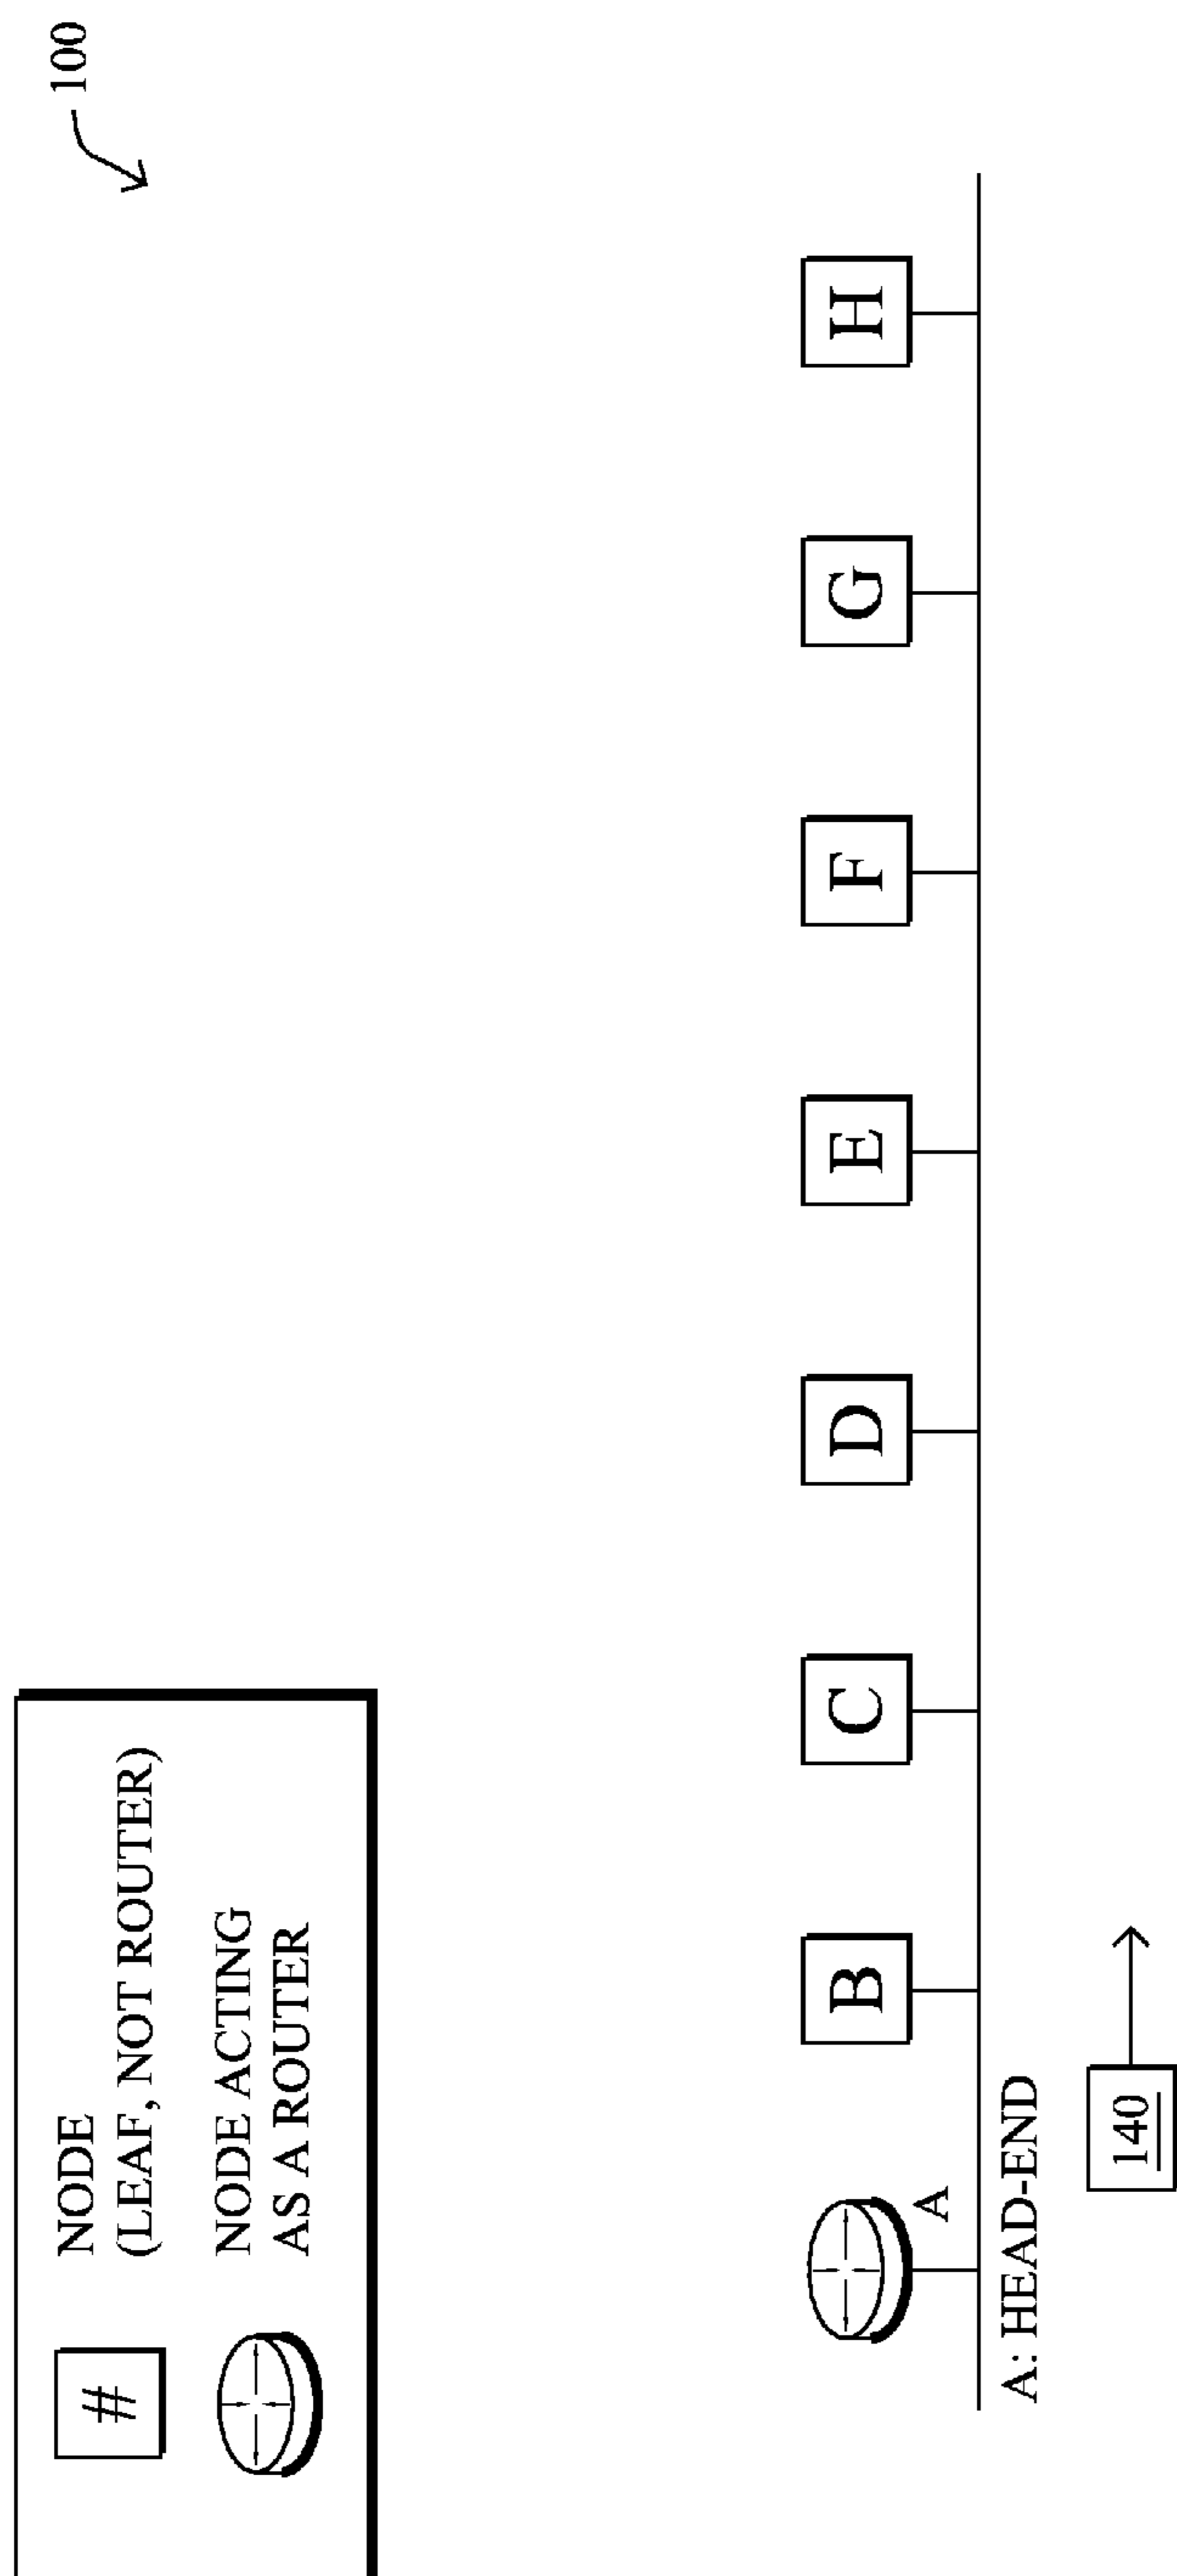 100
#
NODE
(LEAF, NOT ROUTER)
NODE ACTING
AS A ROUTER
B
C
D
E
F
G
H
A
A: HEAD-END
140